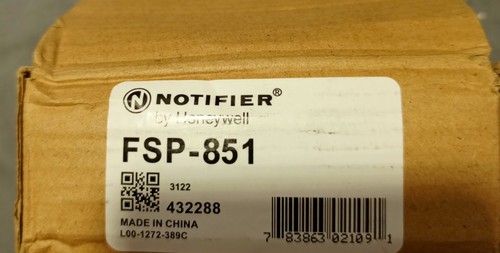 NOTIFIER®
by Honeywell
FSP-851
3122
432288
MADE IN CHINA
L00-1272-389C
7 83863 02109 1